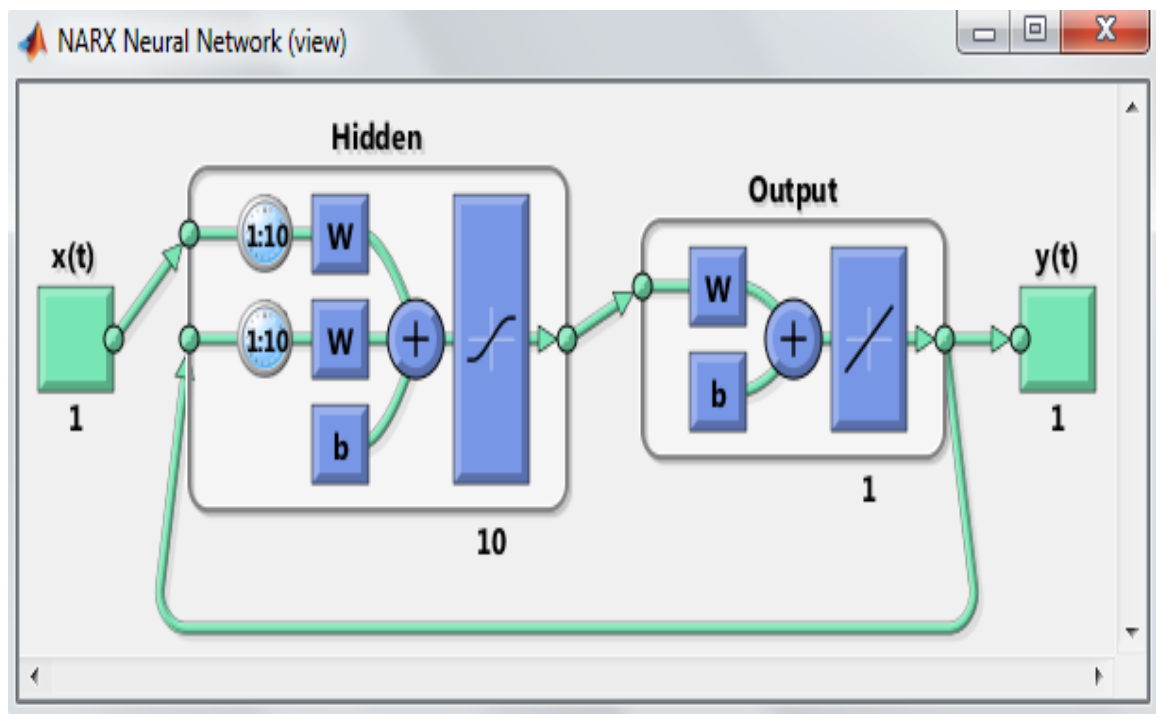 NARX Neural Network (view)
Hidden
Output
x(t)
1:10
W
1:10
W
b
+
10
W
b
+
1
y(t)
1
1